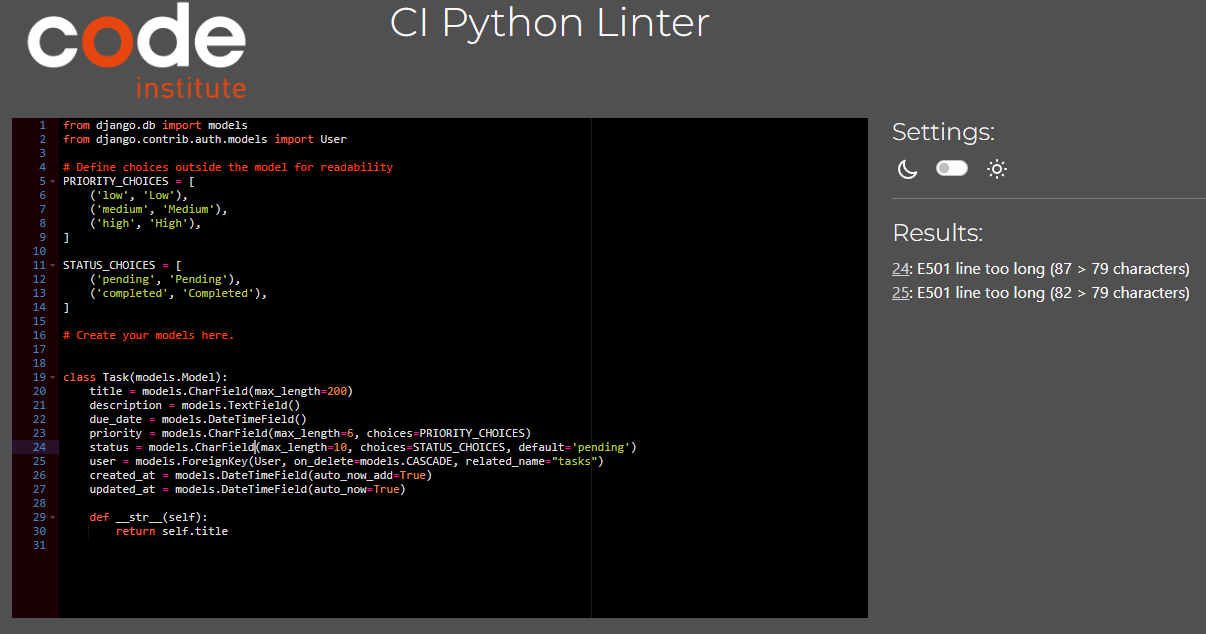 code
institute
CI Python Linter
1 from django.db import models
2 from django.contrib.auth.models import User
3
4 # Define choices outside the model for readability
5 PRIORITY_CHOICES = [
6     ('low', 'Low'),
7     ('medium', 'Medium'),
8     ('high', 'High'),
9 ]
10
11 STATUS_CHOICES = [
12     ('pending', 'Pending'),
13     ('completed', 'Completed'),
14 ]
15
16 # Create your models here.
17
18
19 class Task(models.Model):
20     title = models.CharField(max_length=200)
21     description = models.TextField()
22     due_date = models.DateTimeField()
23     priority = models.CharField(max_length=6, choices=PRIORITY_CHOICES)
24     status = models.CharField(max_length=10, choices=STATUS_CHOICES, default='pending')
25     user = models.ForeignKey(User, on_delete=models.CASCADE, related_name="tasks")
26     created_at = models.DateTimeField(auto_now_add=True)
27     updated_at = models.DateTimeField(auto_now=True)
28
29     def __str__(self):
30         return self.title
31
Settings:
Results:
24: E501 line too long (87 > 79 characters)
25: E501 line too long (82 > 79 characters)